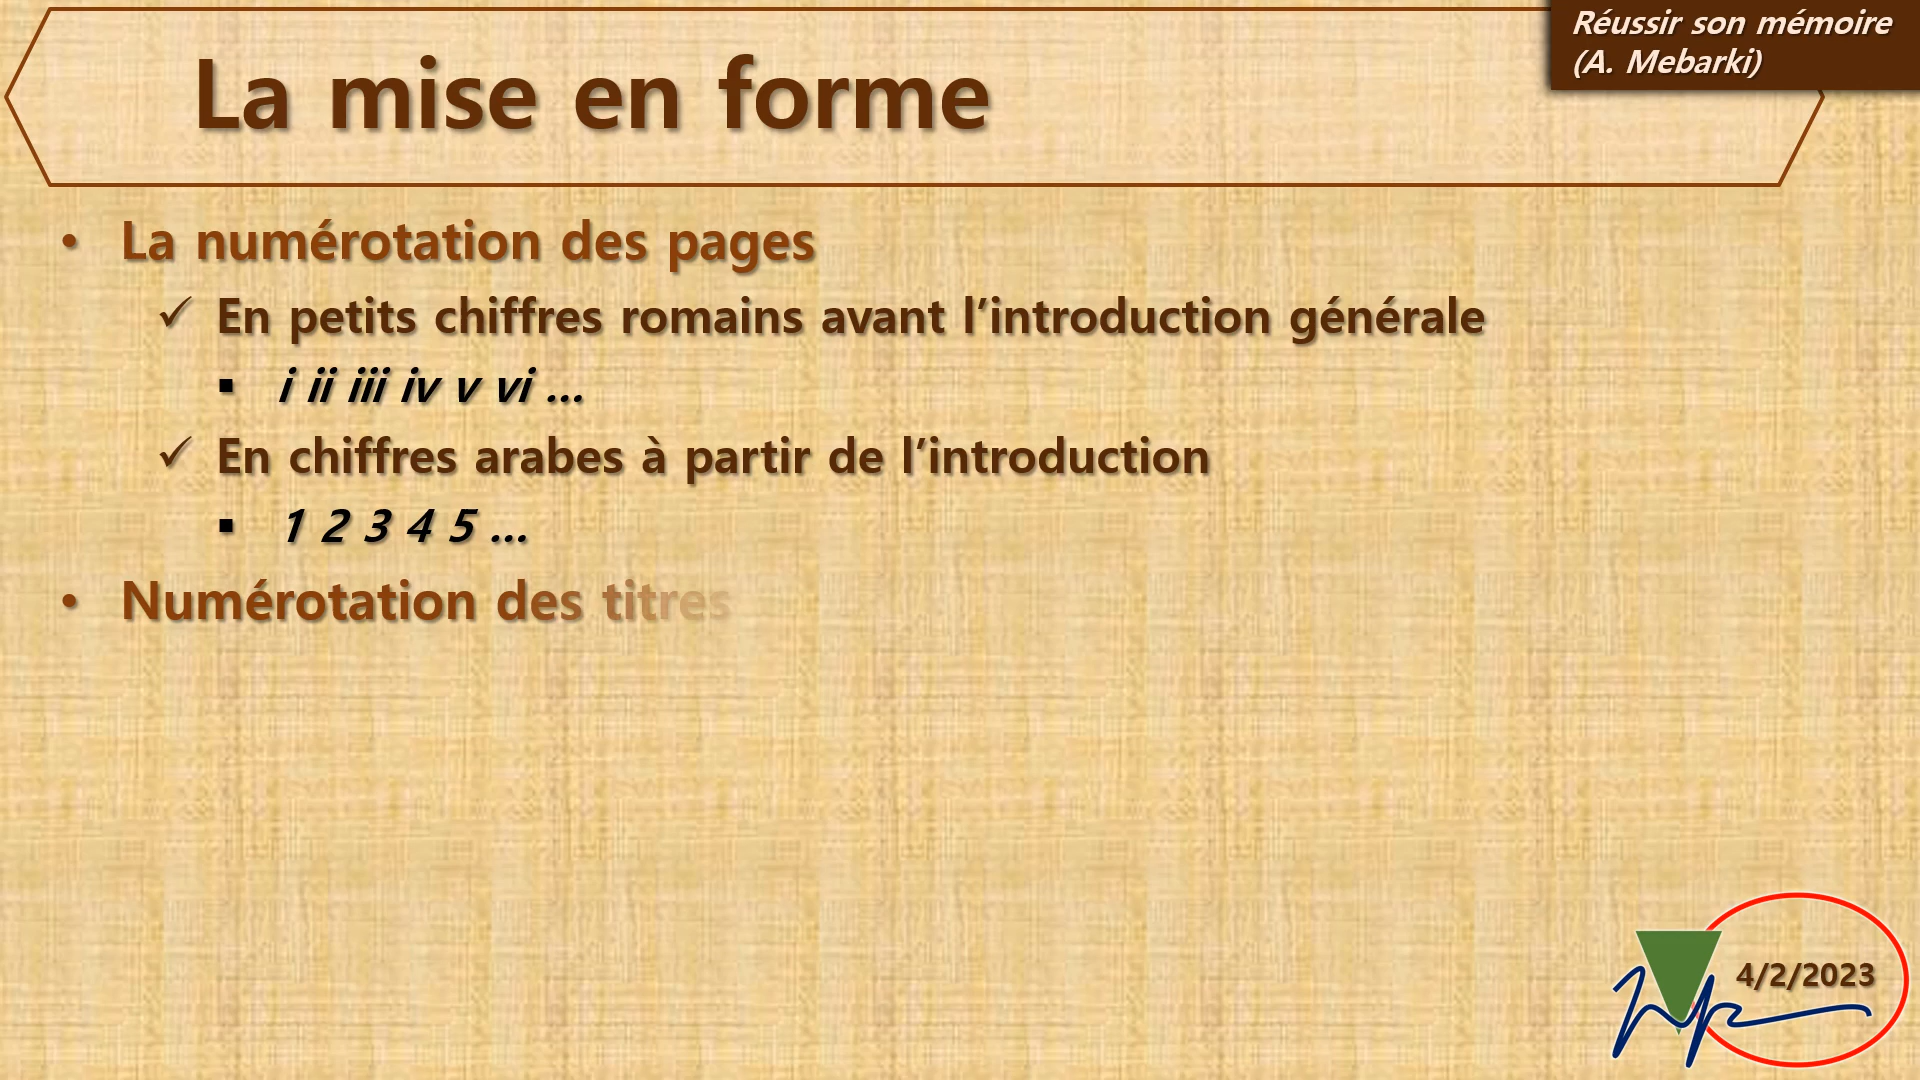 Réussir son mémoire
(A. Mebarki)
La mise en forme
• La numérotation des pages
✓ En petits chiffres romains avant l’introduction générale
▪ i ii iii iv v vi ...
✓ En chiffres arabes à partir de l’introduction
▪ 1 2 3 4 5 ...
• Numérotation des titres
4/2/2023